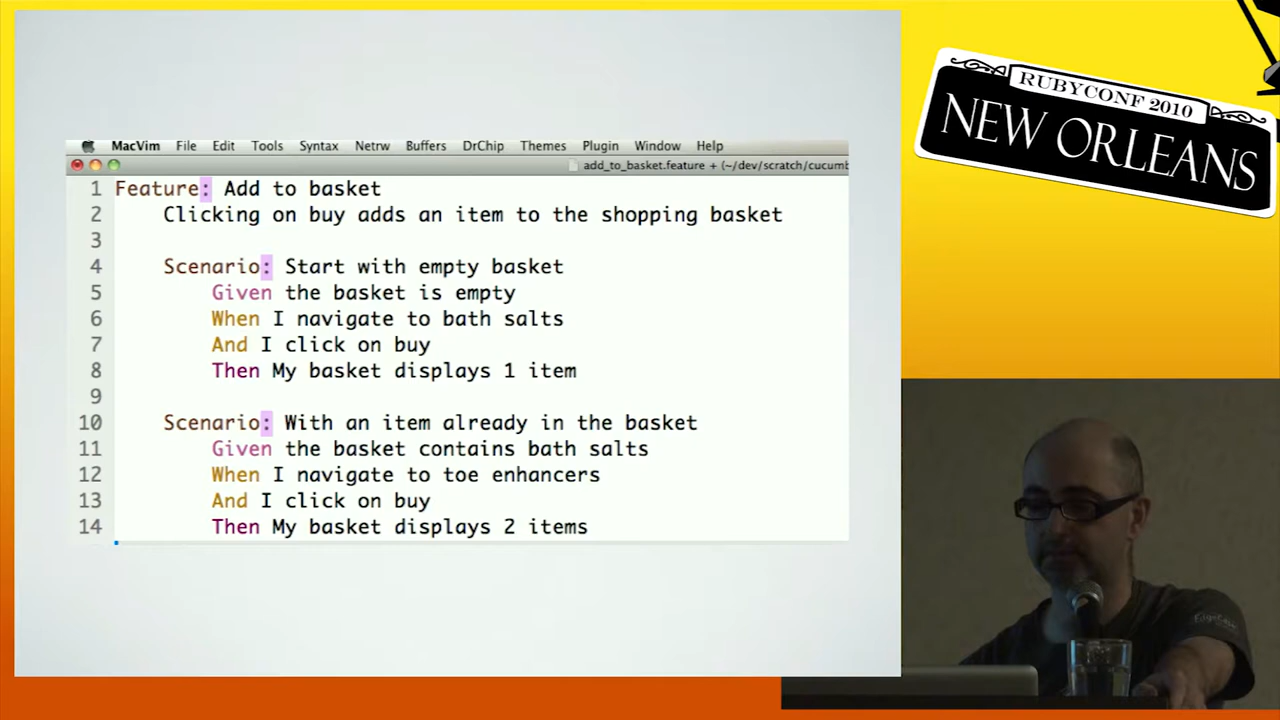 RUBYCONF 2010
NEW ORLEANS
MacVim File Edit Tools Syntax Netrw Buffers DrChip Themes Plugin Window Help
add_to_basket.feature + (~/dev/scratch/cucumb
1 Feature: Add to basket
2 Clicking on buy adds an item to the shopping basket
3
4 Scenario: Start with empty basket
5 Given the basket is empty
6 When I navigate to bath salts
7 And I click on buy
8 Then My basket displays 1 item
9
10 Scenario: With an item already in the basket
11 Given the basket contains bath salts
12 When I navigate to toe enhancers
13 And I click on buy
14 Then My basket displays 2 items